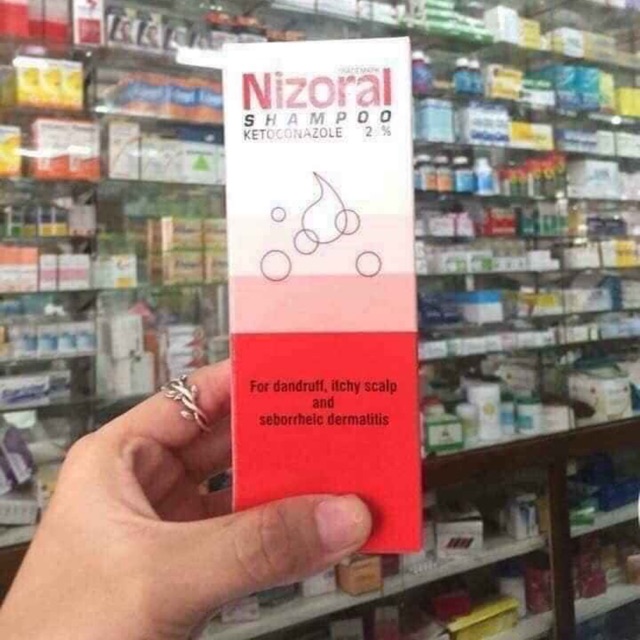 Nizoral
SHAMPOO
KETOCONAZOLE 2 %
For dandruff, itchy scalp
and
seborrheic dermatitis